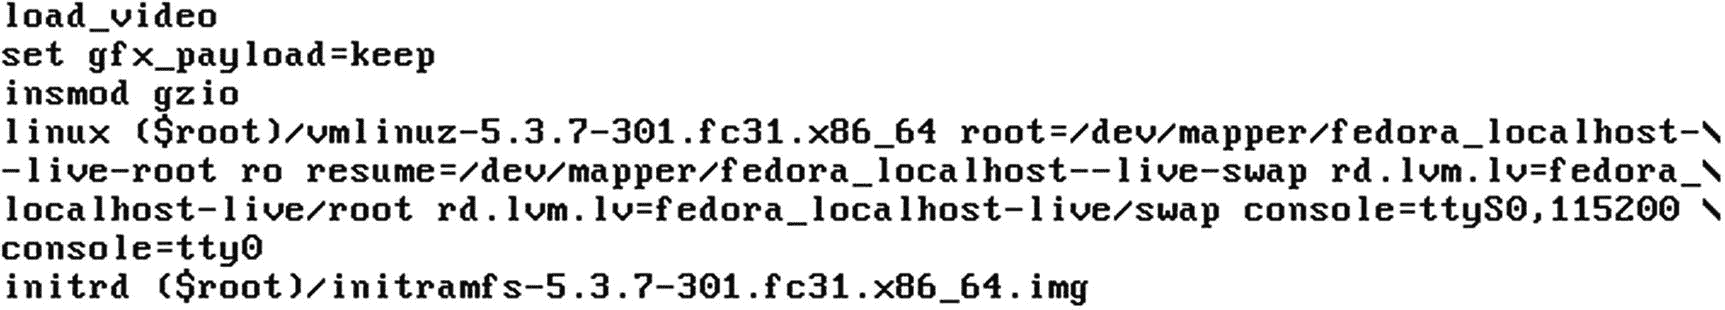 load_video
set gfx_payload=keep
insmod gzio
linux ($root)/vmlinuz-5.3.7-301.fc31.x86_64 root=/dev/mapper/fedora_localhost-\
-live-root ro resume=/dev/mapper/fedora_localhost--live-swap rd.lvm.lv=fedora_\
localhost-live/root rd.lvm.lv=fedora_localhost-live/swap console=ttyS0,115200 \
console=tty0
initrd ($root)/initramfs-5.3.7-301.fc31.x86_64.img